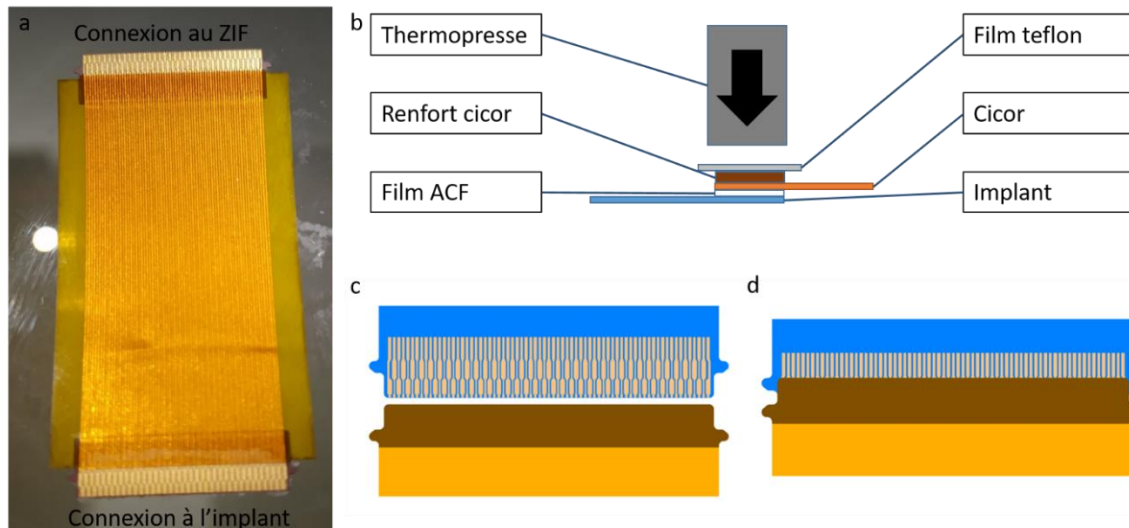 a
Connexion au ZIF
Connexion à l'implant
b
Thermopresse
Film teflon
Renfort cicor
Cicor
Film ACF
Implant
c
d